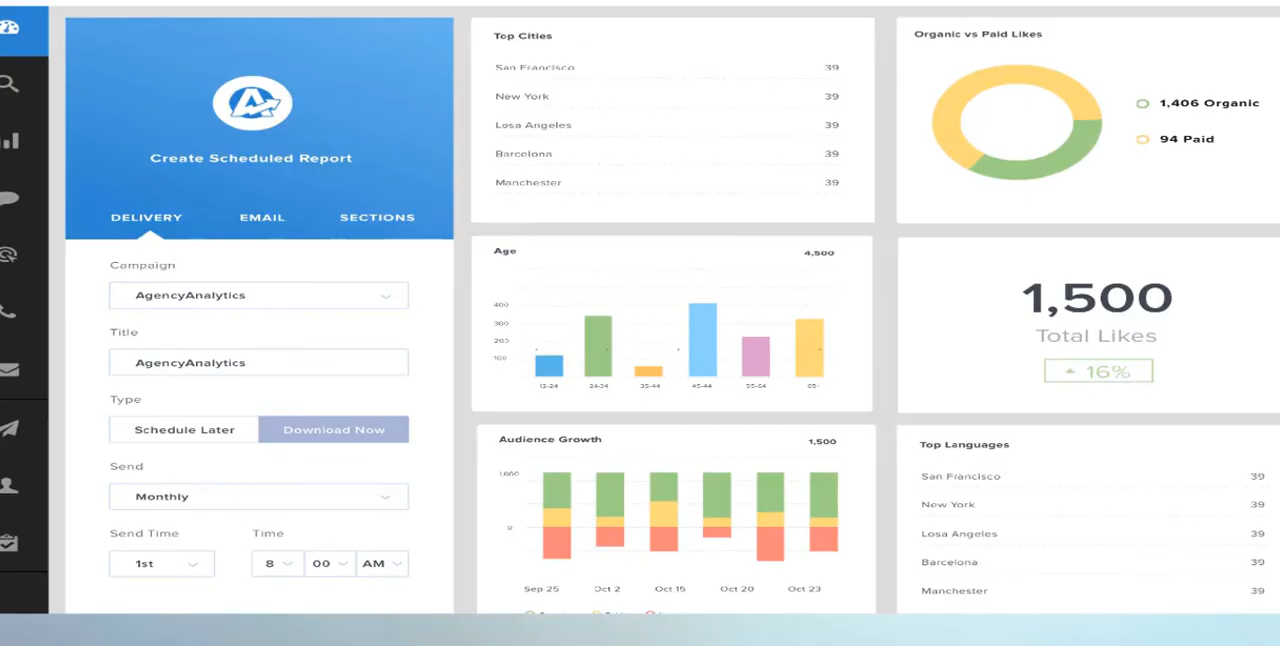 Create Scheduled Report
DELIVERY EMAIL SECTIONS
Campaign
AgencyAnalytics
Title
AgencyAnalytics
Type
Schedule Later Download Now
Send
Monthly
Send Time Time
1st 8 00 AM
Top Cities
San Francisco 39
New York 39
Losa Angeles 39
Barcelona 39
Manchester 39
Organic vs Paid Likes
1,406 Organic
94 Paid
Age 4,500
400
300
200
100
12-24 24-34 35-44 45-44 55-64 65+
1,500
Total Likes
16%
Audience Growth 1,500
1,000
0
Sep 25 Oct 2 Oct 15 Oct 20 Oct 23
Top Languages
San Francisco 39
New York 39
Losa Angeles 39
Barcelona 39
Manchester 39